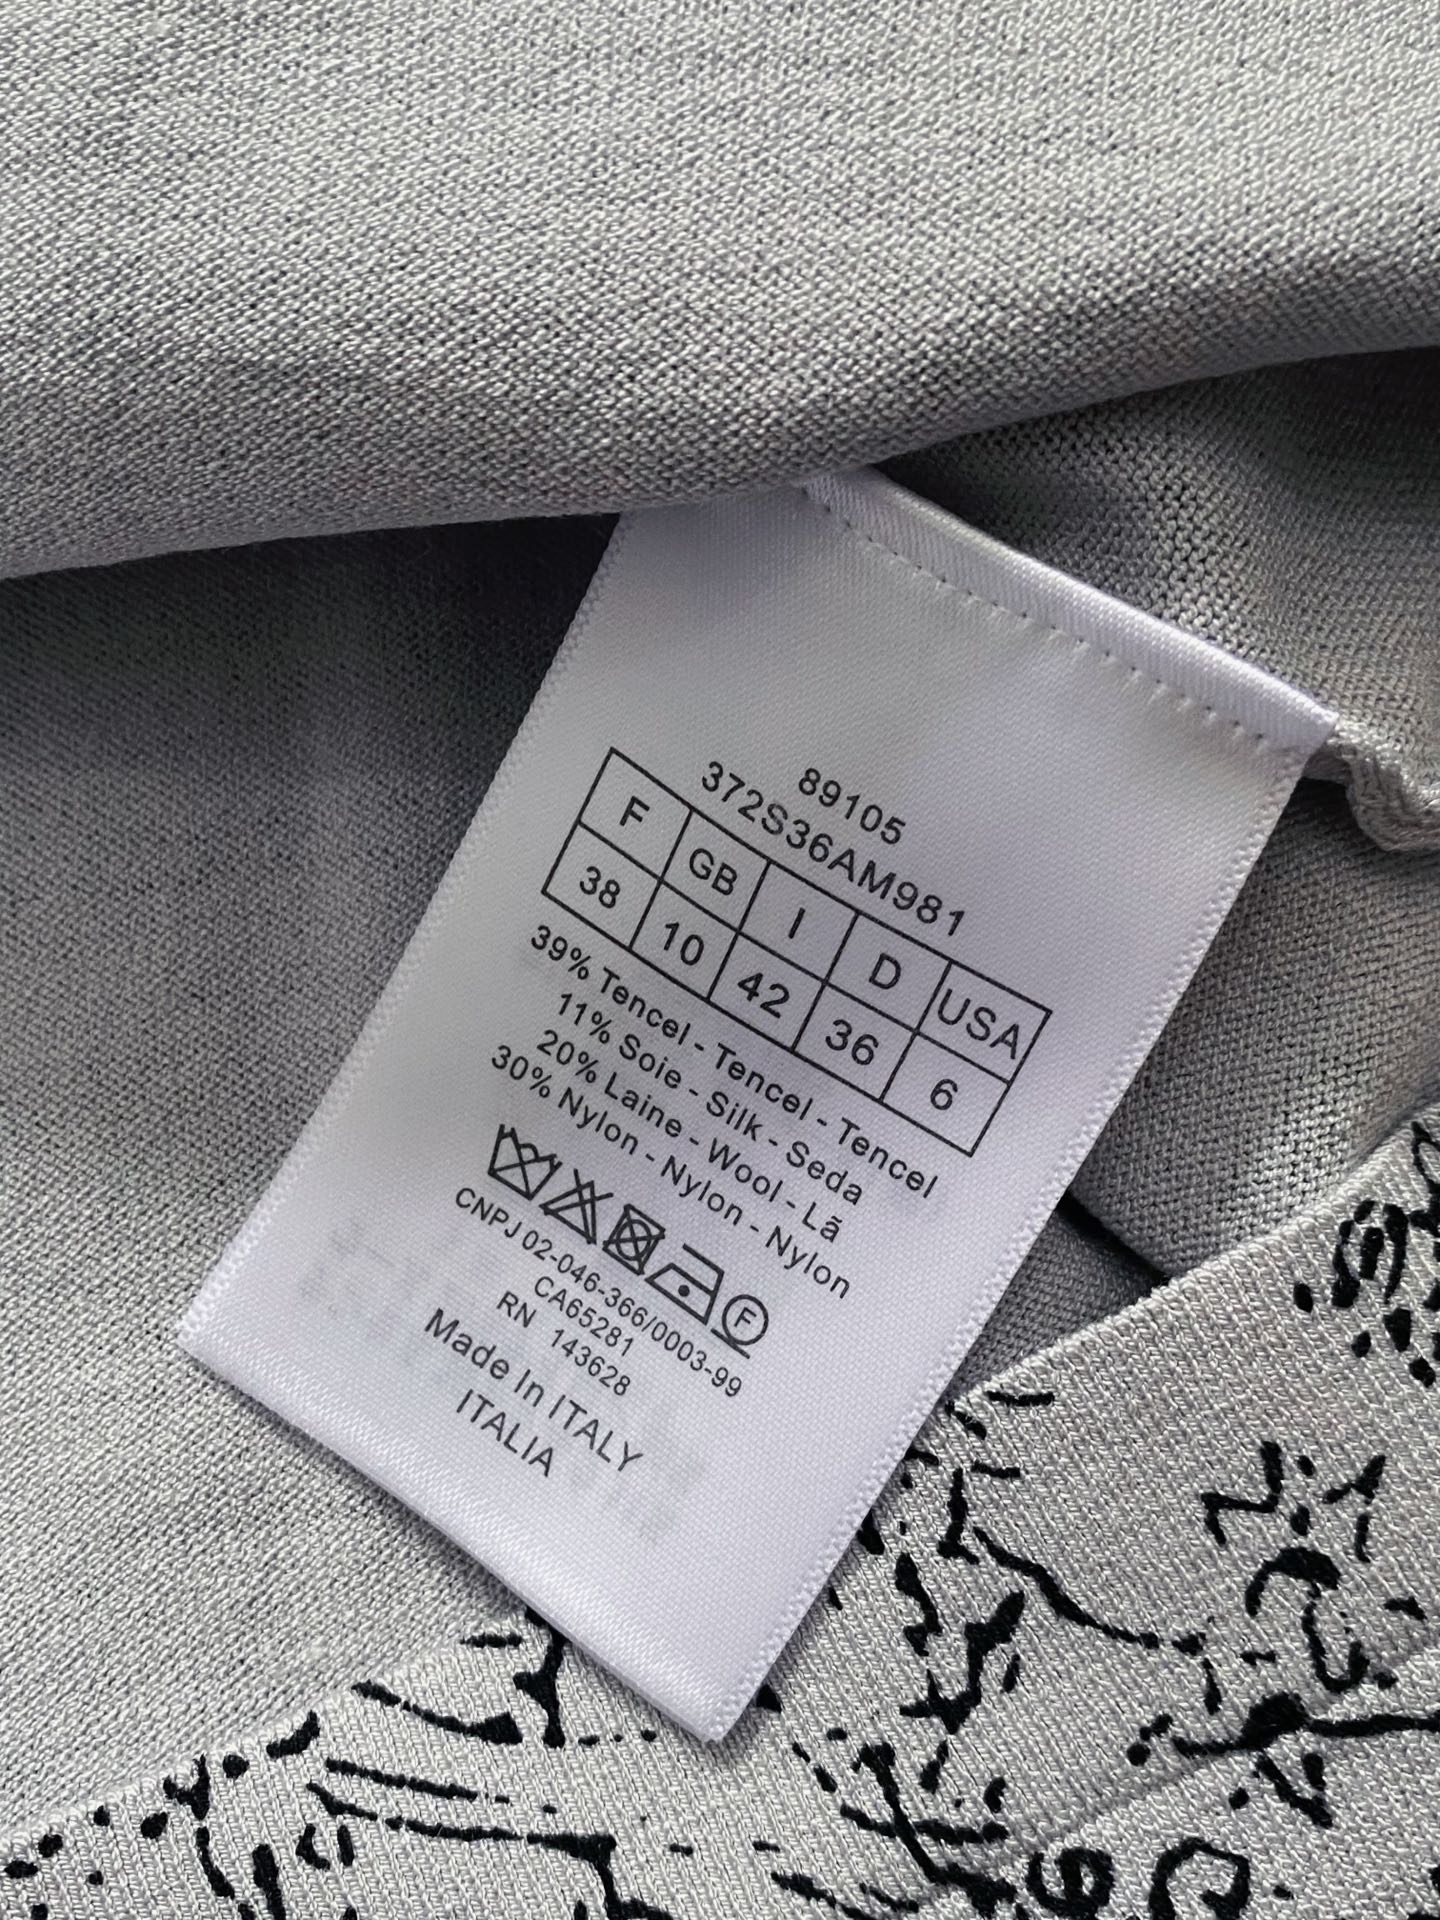 89105
372S36AM981
F GB I D USA
38 10 42 36 6
39% Tencel - Tencel - Tencel
11% Soie - Silk - Seda
20% Laine - Wool - Lã
30% Nylon - Nylon - Nylon
F
CNPJ 02-046-366/0003-99
CA65281
RN 143628
Made In ITALY
ITALIA